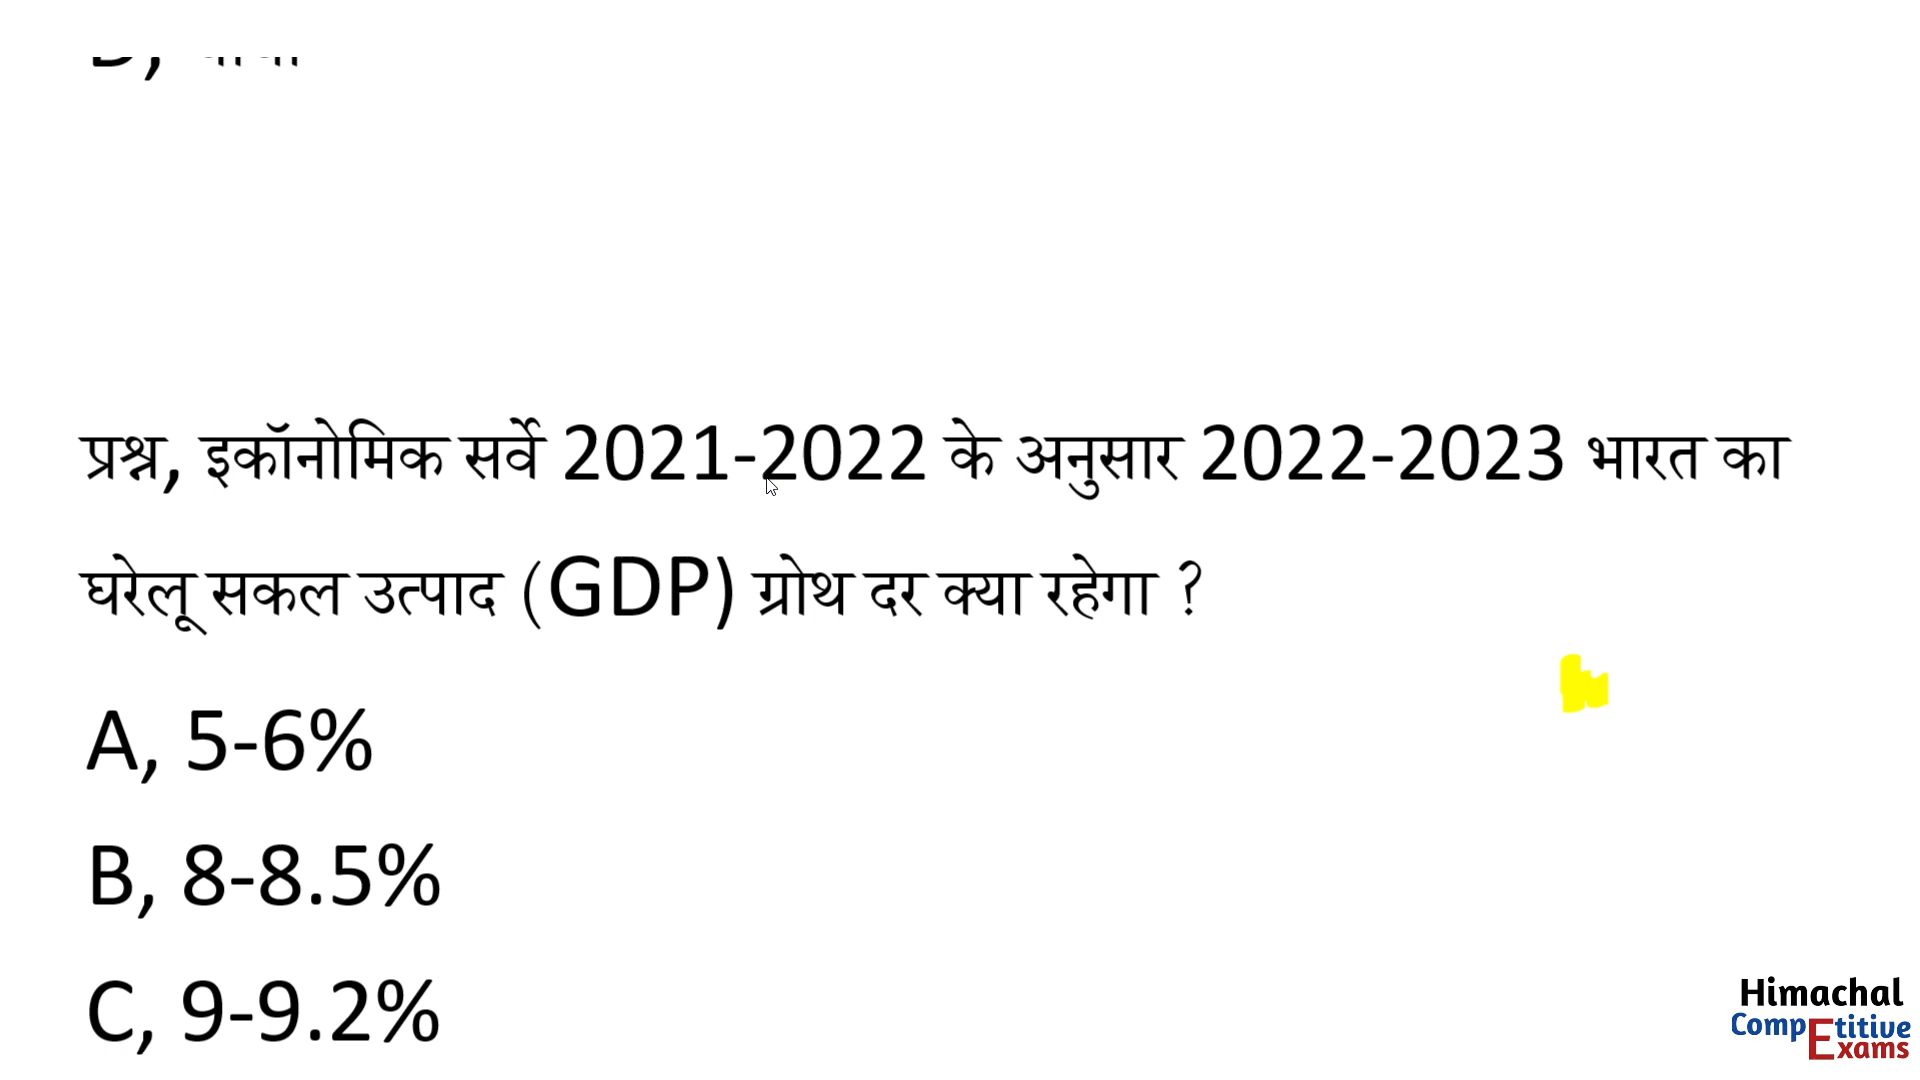 प्रश्न, इकॉनोमिक सर्वे 2021-2022 के अनुसार 2022-2023 भारत का
घरेलू सकल उत्पाद (GDP) ग्रोथ दर क्या रहेगा ?
A, 5-6%
B, 8-8.5%
C, 9-9.2%
Himachal
CompEtitive
Exams